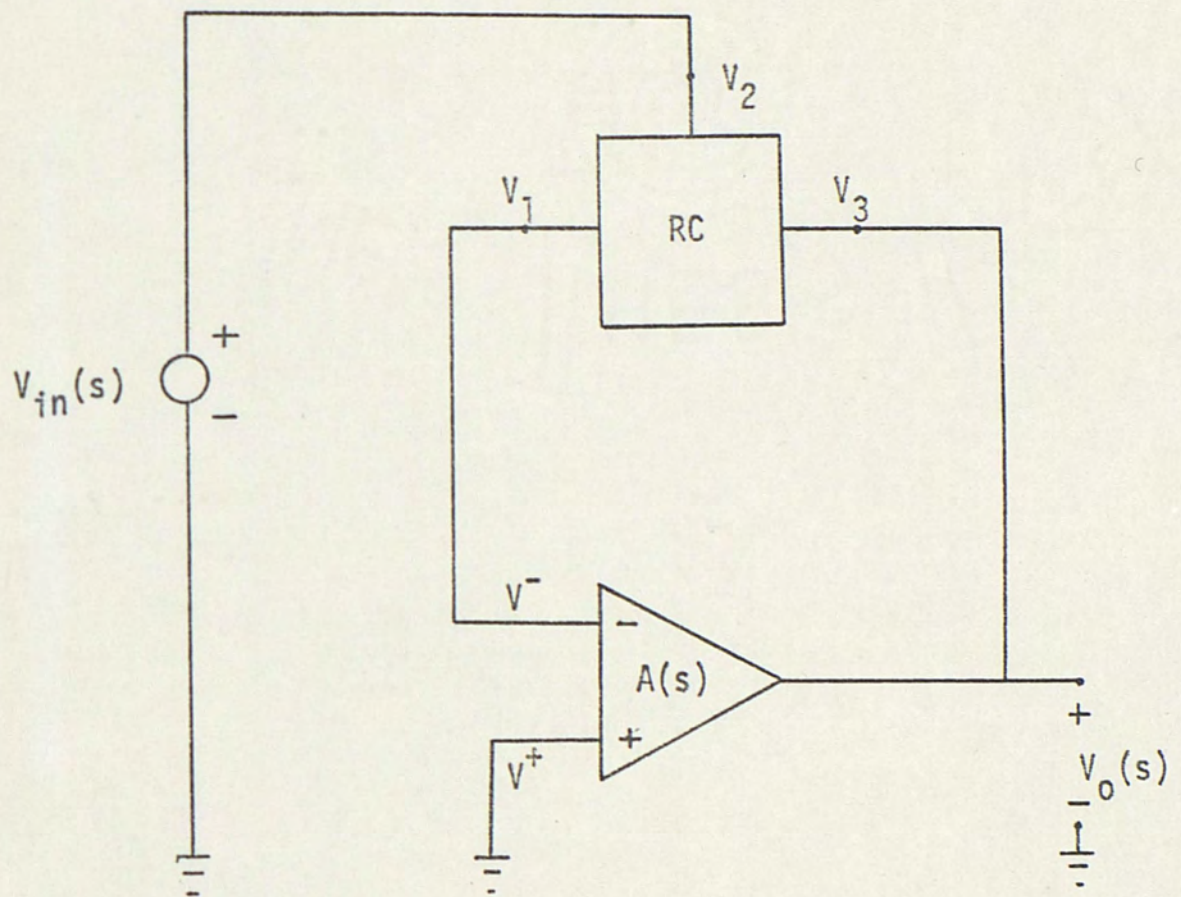 V2
V1
RC
V3
+
Vin(s)
-
V-
-
A(s)
+
V+
+
Vo(s)
-